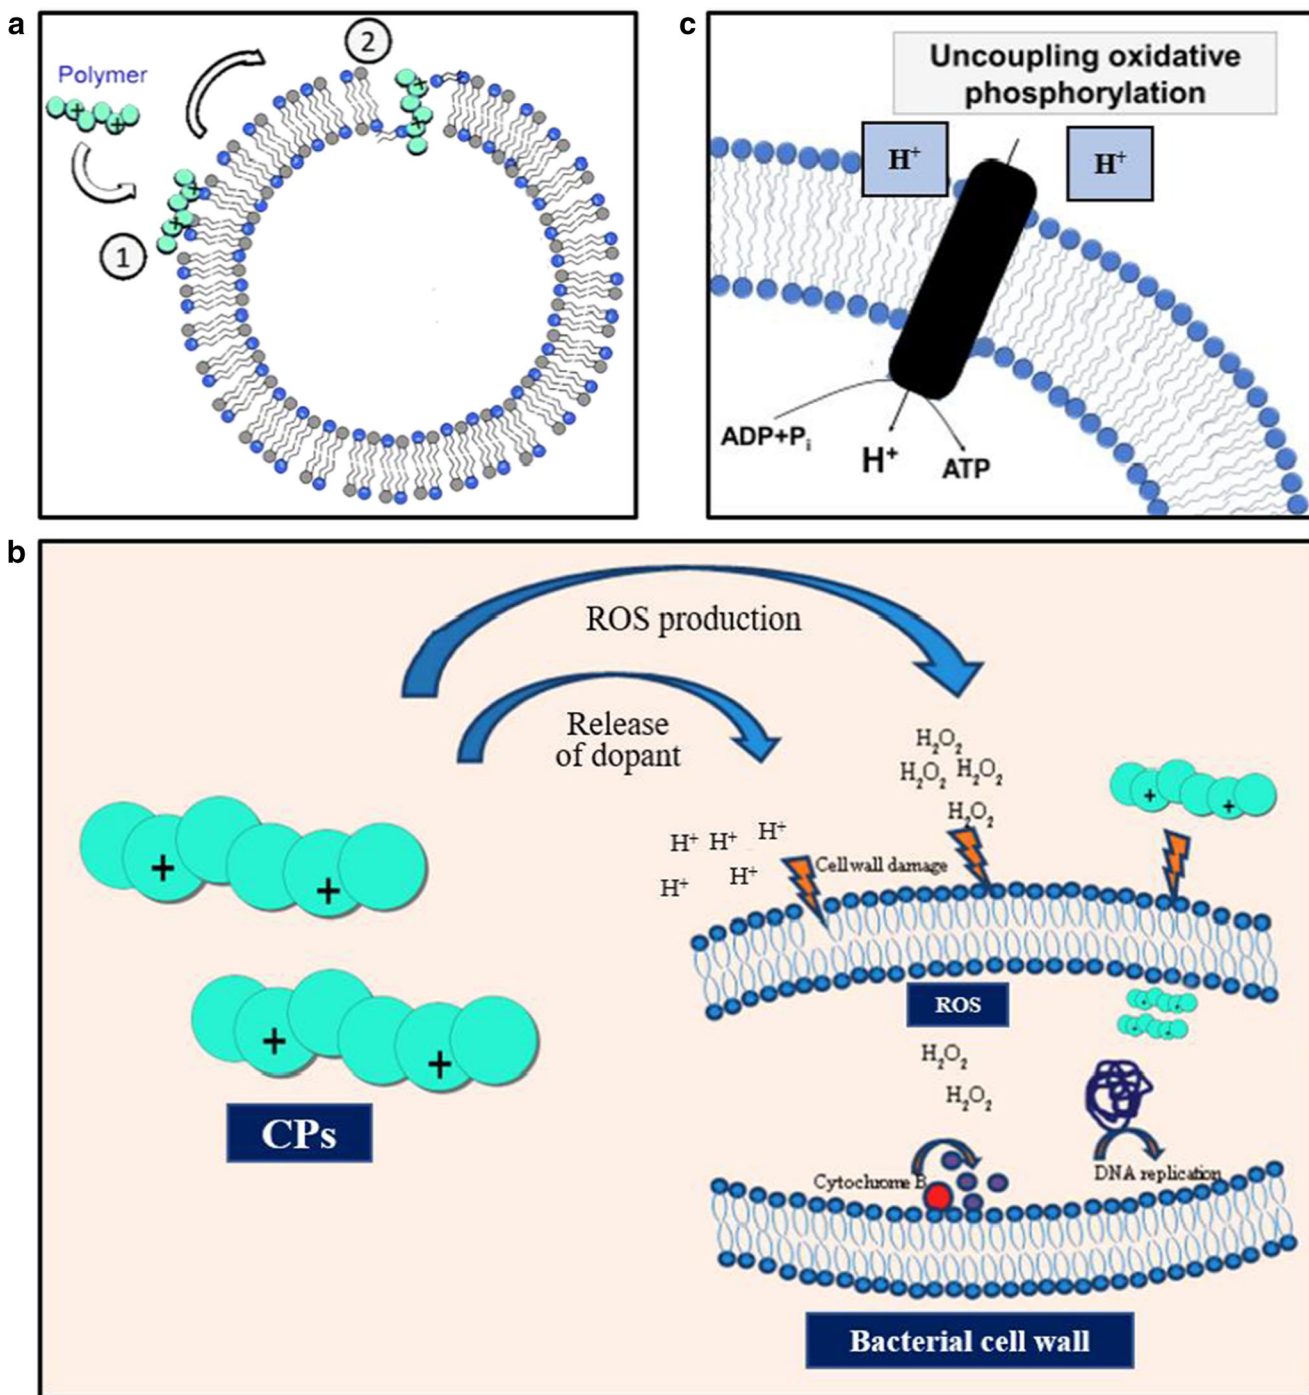 a
2
Polymer
+
+
+
+
1
+
+
c
Uncoupling oxidative
phosphorylation
H⁺
H⁺
ADP+Pᵢ
H⁺
ATP
b
ROS production
Release
of dopant
H₂O₂
H₂O₂ H₂O₂
H₂O₂
+
+
H⁺ H⁺ H⁺
H⁺ H⁺
Cell wall damage
+
+
+
+
CPs
ROS
H₂O₂
H₂O₂
Cytochrome B
DNA replication
Bacterial cell wall